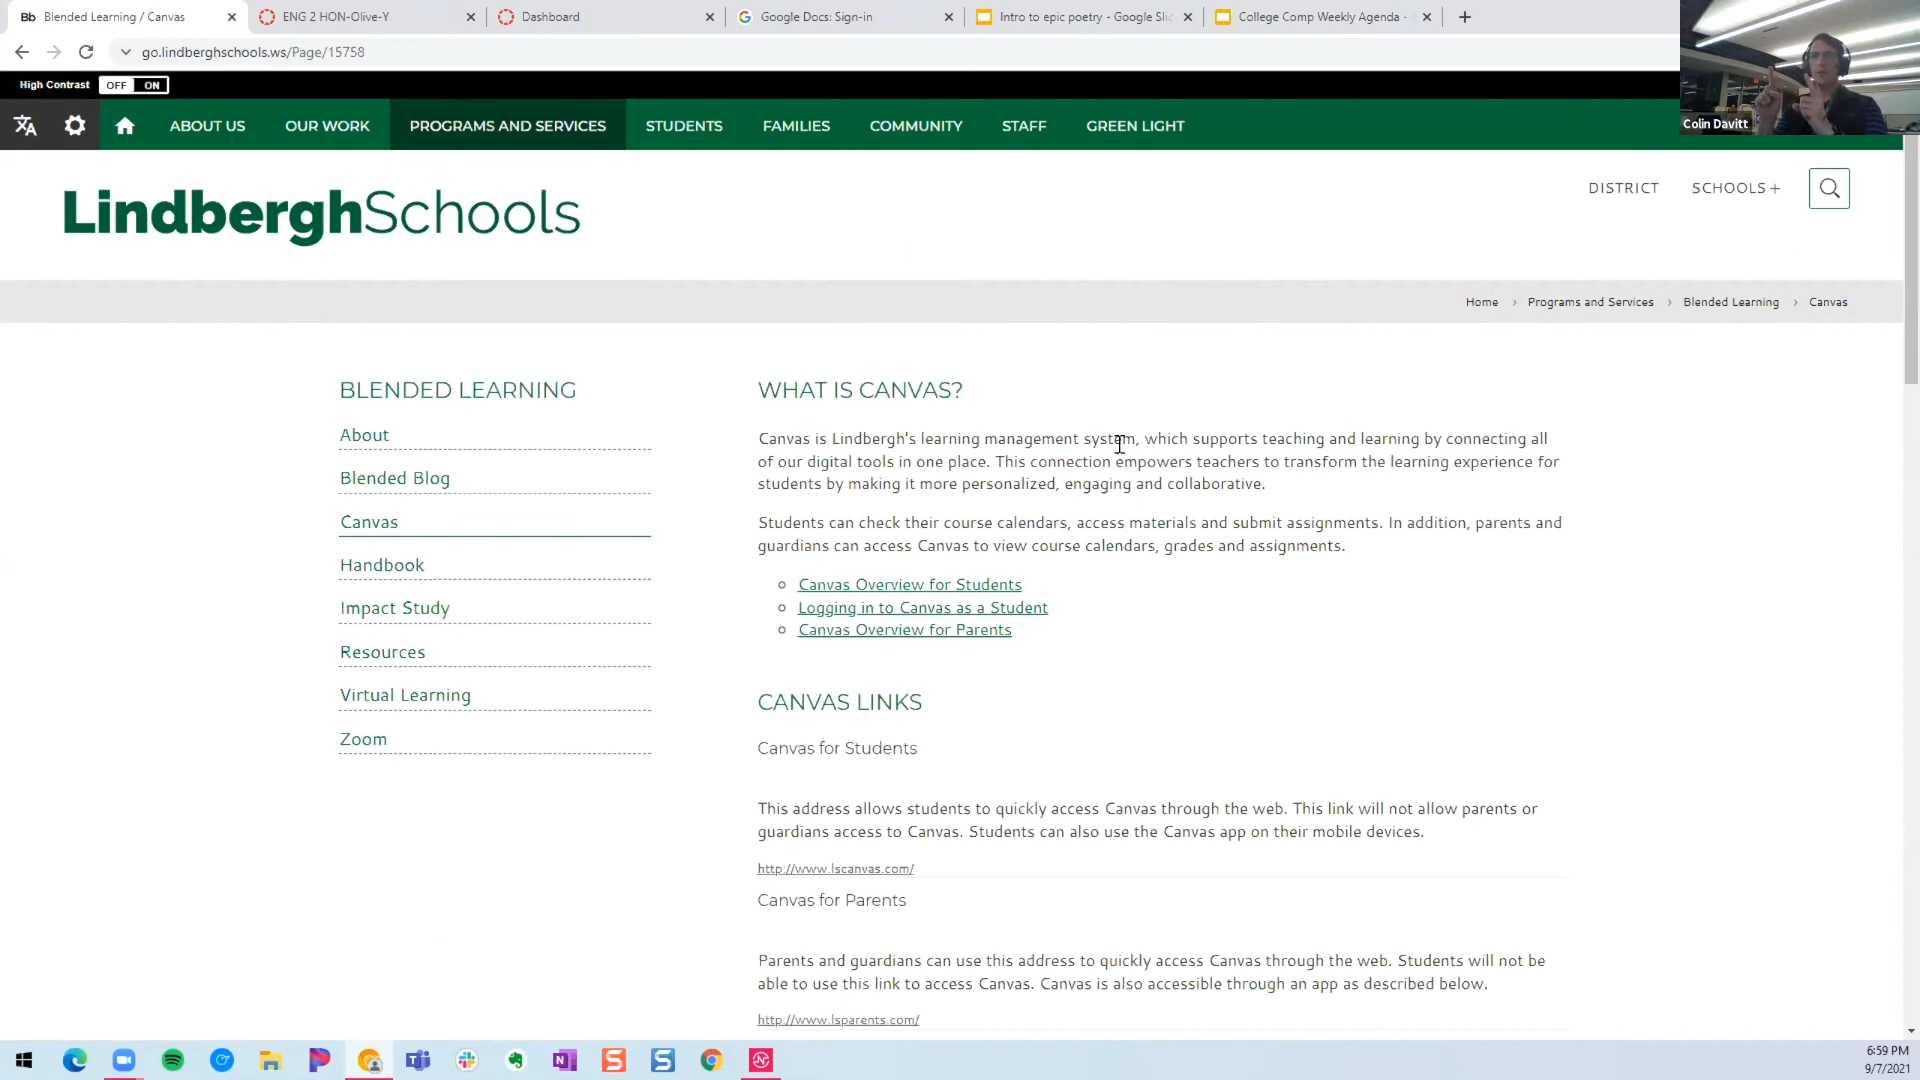 Bb Blended Learning / Canvas
ENG 2 HON-Olive-Y
Dashboard
Google Docs: Sign-in
Intro to epic poetry - Google Sli
College Comp Weekly Agenda -
go.lindberghschools.ws/Page/15758
High Contrast OFF ON
ABOUT US OUR WORK PROGRAMS AND SERVICES STUDENTS FAMILIES COMMUNITY STAFF GREEN LIGHT
Colin Davitt
LindberghSchools
DISTRICT SCHOOLS+
Home > Programs and Services > Blended Learning > Canvas
BLENDED LEARNING
About
Blended Blog
Canvas
Handbook
Impact Study
Resources
Virtual Learning
Zoom
WHAT IS CANVAS?
Canvas is Lindbergh's learning management system, which supports teaching and learning by connecting all
of our digital tools in one place. This connection empowers teachers to transform the learning experience for
students by making it more personalized, engaging and collaborative.
Students can check their course calendars, access materials and submit assignments. In addition, parents and
guardians can access Canvas to view course calendars, grades and assignments.
Canvas Overview for Students
Logging in to Canvas as a Student
Canvas Overview for Parents
CANVAS LINKS
Canvas for Students
This address allows students to quickly access Canvas through the web. This link will not allow parents or
guardians access to Canvas. Students can also use the Canvas app on their mobile devices.
http://www.lscanvas.com/
Canvas for Parents
Parents and guardians can use this address to quickly access Canvas through the web. Students will not be
able to use this link to access Canvas. Canvas is also accessible through an app as described below.
http://www.lsparents.com/
6:59 PM
9/7/2021